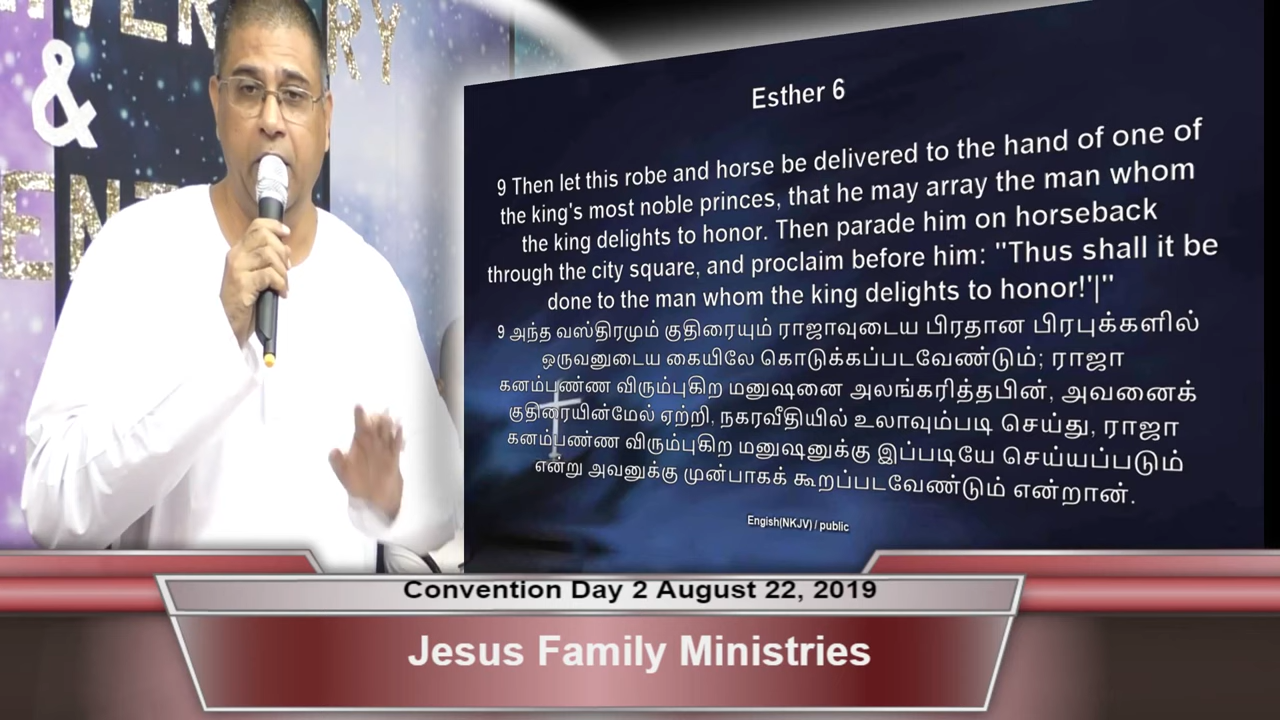 IVER RY
&
ENT
Esther 6
9 Then let this robe and horse be delivered to the hand of one of
the king's most noble princes, that he may array the man whom
the king delights to honor. Then parade him on horseback
through the city square, and proclaim before him: "Thus shall it be
done to the man whom the king delights to honor!'|"
9 அந்த வஸ்திரமும் குதிரையும் ராஜாவுடைய பிரதான பிரபுக்களில்
ஒருவனுடைய கையிலே கொடுக்கப்படவேண்டும்; ராஜா
கனம்பண்ண விரும்புகிற மனுஷனை அலங்கரித்தபின், அவனைக்
குதிரையின்மேல் ஏற்றி, நகரவீதியில் உலாவும்படி செய்து, ராஜா
கனம்பண்ண விரும்புகிற மனுஷனுக்கு இப்படியே செய்யப்படும்
என்று அவனுக்கு முன்பாகக் கூறப்படவேண்டும் என்றான்.
Engish(NKJV) / public
Convention Day 2 August 22, 2019
Jesus Family Ministries